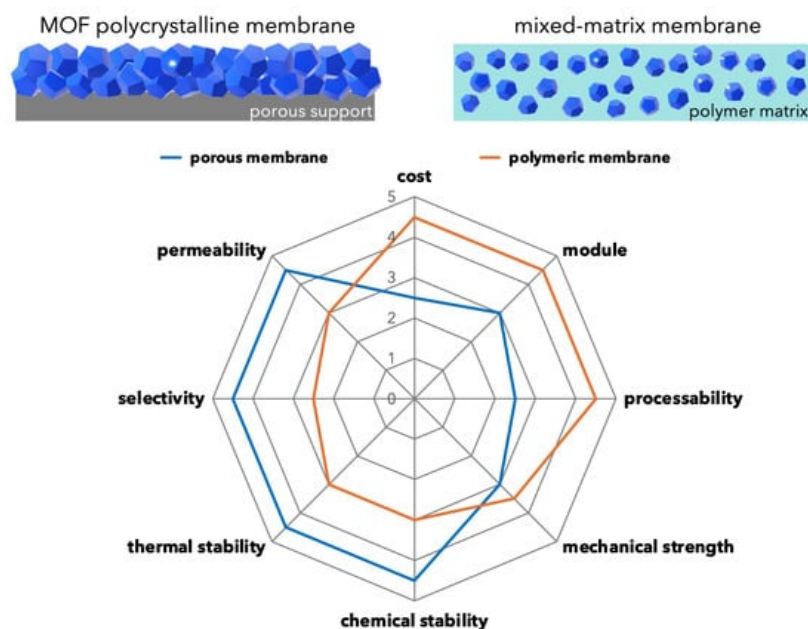 MOF polycrystalline membrane
mixed-matrix membrane
porous support
polymer matrix
porous membrane
polymeric membrane
cost
5
permeability
module
4
3
2
1
selectivity
0
processability
thermal stability
mechanical strength
chemical stability